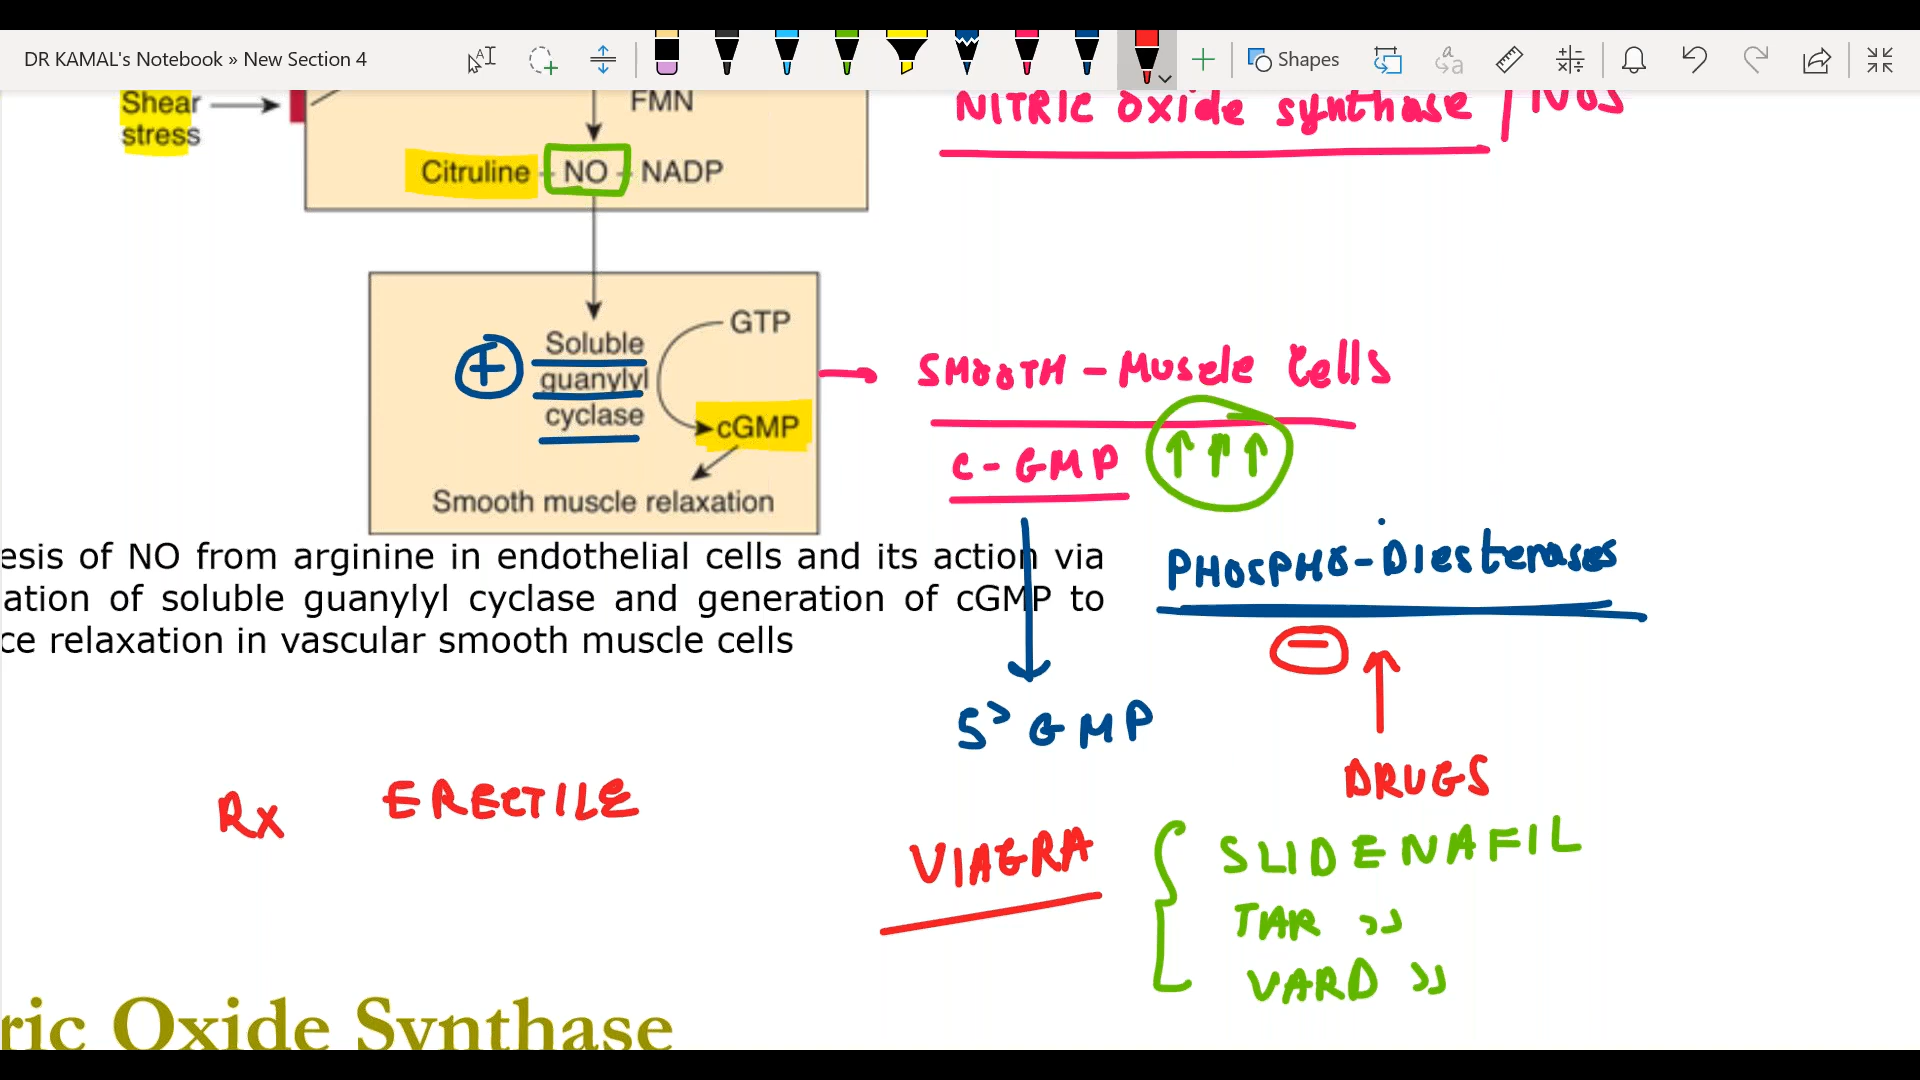 DR KAMAL's Notebook » New Section 4
Shapes
Shear
stress
FMN
NITRIC OXide synthase / NOS
Citruline NO NADP
GTP
Soluble
guanylyl
cyclase
cGMP
Smooth muscle relaxation
SMOOTH - Muscle Cells
C - GMP ↑ ↑ ↑
esis of NO from arginine in endothelial cells and its action via
ation of soluble guanylyl cyclase and generation of cGMP to
ce relaxation in vascular smooth muscle cells
PHOSPHO-Diesterases
5' GMP
DRUGS
Rx ERECTILE
VIAGRA
SLIDENAFIL
TAR 〃
VARD 〃
ric Oxide Synthase